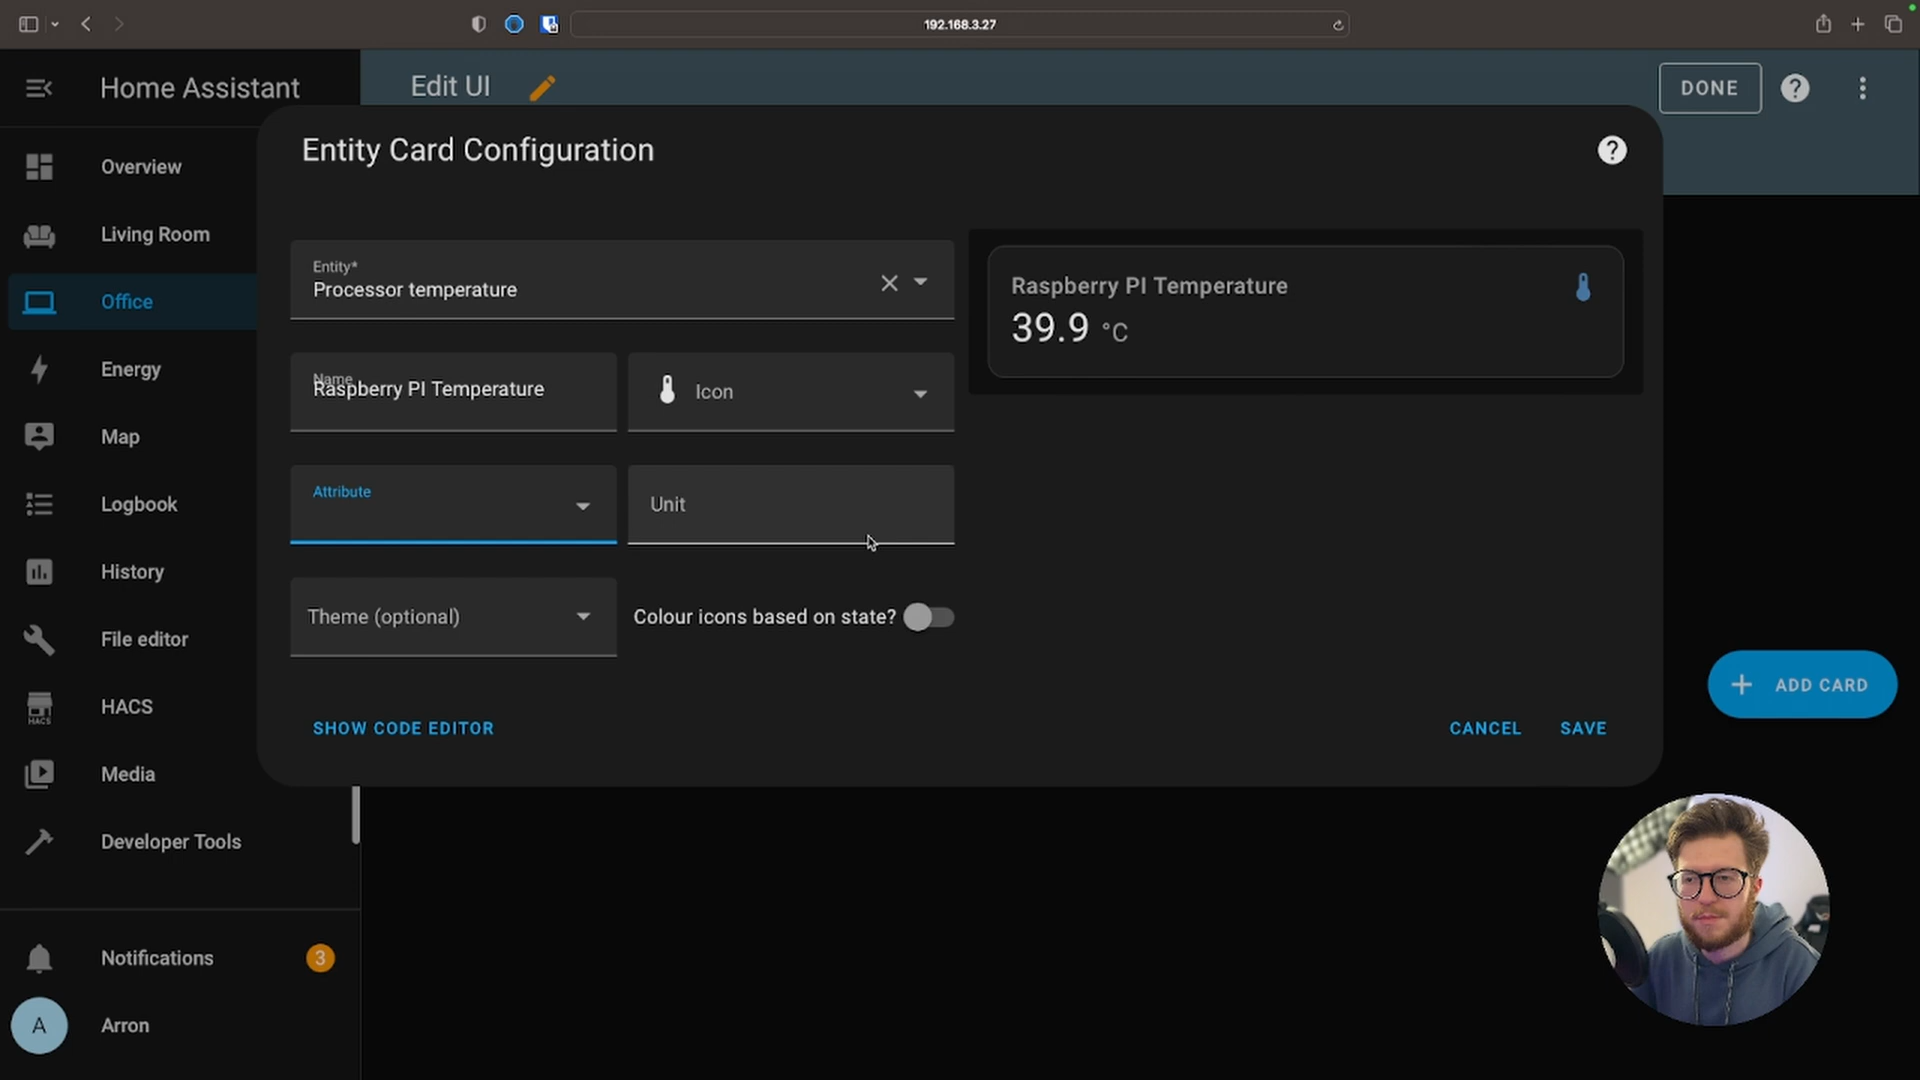 192.168.3.27
Home Assistant
Edit UI
DONE
Entity Card Configuration
Overview
Living Room
Office
Energy
Map
Logbook
History
File editor
HACS
HACS
Media
Developer Tools
Notifications
3
A
Arron
Entity*
Processor temperature
Name
Raspberry PI Temperature
Icon
Attribute
Unit
Theme (optional)
Colour icons based on state?
SHOW CODE EDITOR
Raspberry PI Temperature
39.9 °C
CANCEL
SAVE
+ ADD CARD